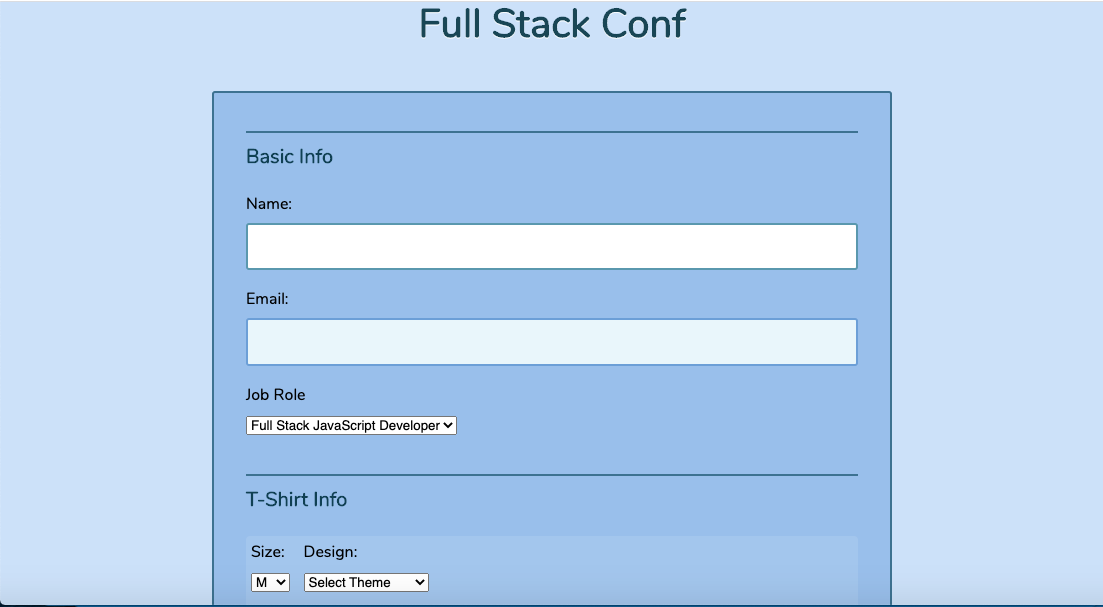 Full Stack Conf
Basic Info
Name:
Email:
Job Role
Full Stack JavaScript Developer
T-Shirt Info
Size: Design:
M Select Theme